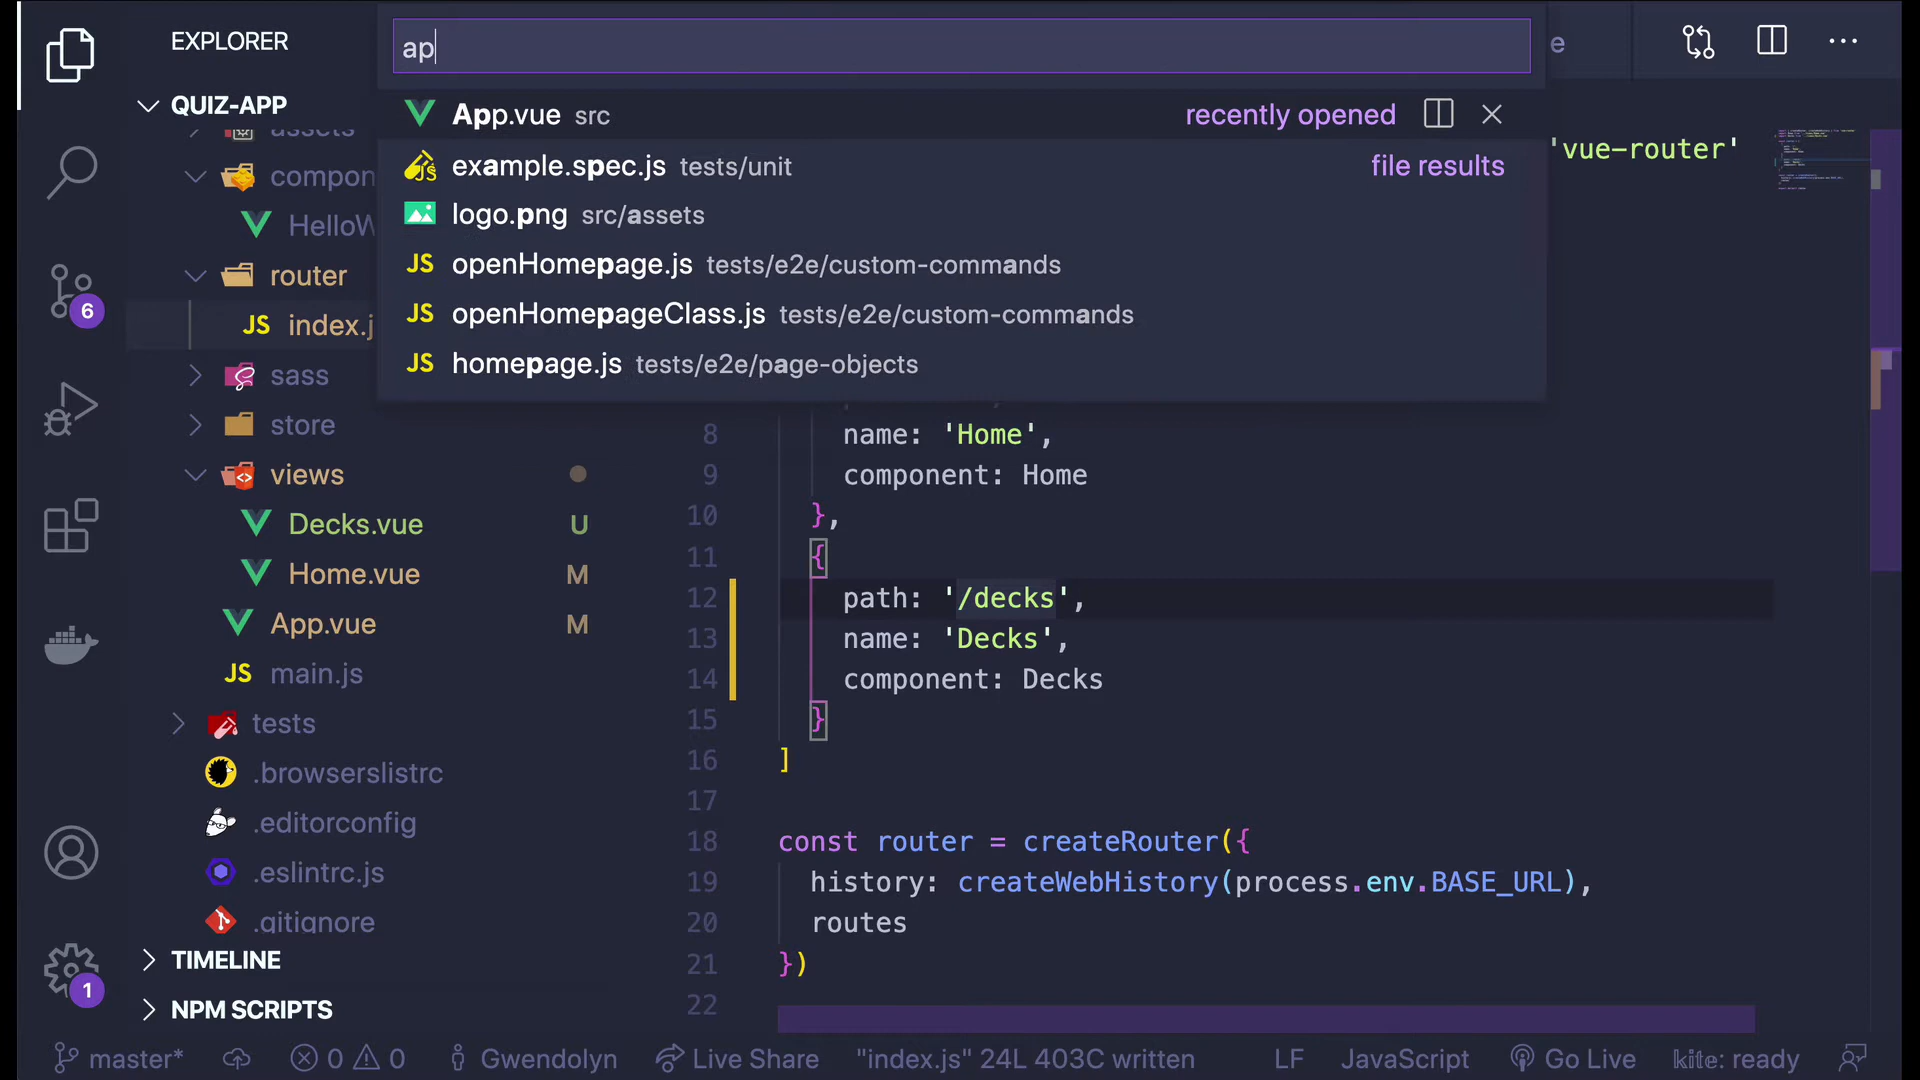 EXPLORER
QUIZ-APP
assets
compon
HelloW
router
JS index.j
sass
store
views
Decks.vue U
Home.vue M
App.vue M
JS main.js
tests
.browserslistrc
.editorconfig
.eslintrc.js
.gitignore
TIMELINE
NPM SCRIPTS
6
1
ap
App.vue src recently opened
example.spec.js tests/unit file results
logo.png src/assets
JS openHomepage.js tests/e2e/custom-commands
JS openHomepageClass.js tests/e2e/custom-commands
JS homepage.js tests/e2e/page-objects
e
'vue-router'
8 name: 'Home',
9 component: Home
10 },
11 {
12 path: '/decks',
13 name: 'Decks',
14 component: Decks
15 }
16 ]
17
18 const router = createRouter({
19 history: createWebHistory(process.env.BASE_URL),
20 routes
21 })
22
master* 0 0 Gwendolyn Live Share "index.js" 24L 403C written LF JavaScript Go Live kite: ready